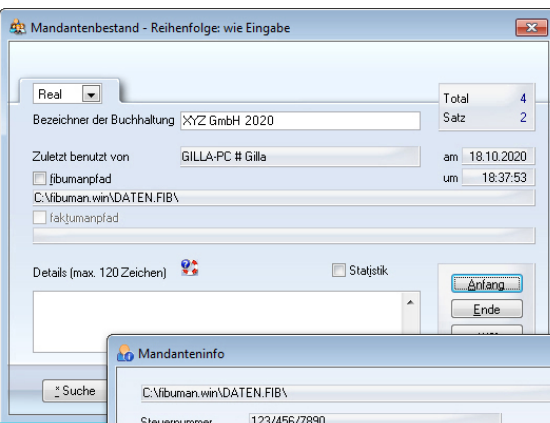 Mandantenbestand - Reihenfolge: wie Eingabe
Real
Total 4
Bezeichner der Buchhaltung XYZ GmbH 2020
Satz 2
Zuletzt benutzt von GILLA-PC # Gilla am 18.10.2020
fibumanpfad um 18:37:53
C:\fibuman.win\DATEN.FIB\
faktumanpfad
Details (max. 120 Zeichen) Statistik
Anfang
Ende
Mandanteninfo
* Suche
C:\fibuman.win\DATEN.FIB\
Steuernummer 123/456/7890